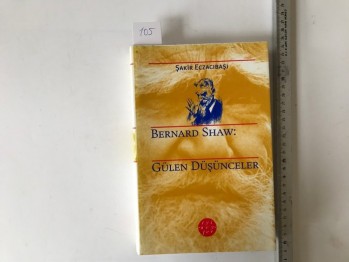 105
ŞAKİR ECZACIBAŞI
BERNARD SHAW:
GÜLEN DÜŞÜNCELER